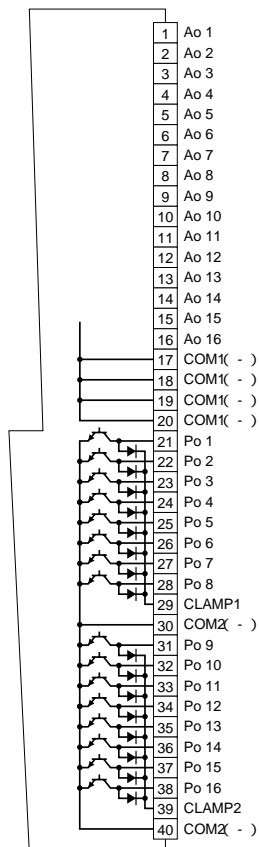 1 Ao 1
2 Ao 2
3 Ao 3
4 Ao 4
5 Ao 5
6 Ao 6
7 Ao 7
8 Ao 8
9 Ao 9
10 Ao 10
11 Ao 11
12 Ao 12
13 Ao 13
14 Ao 14
15 Ao 15
16 Ao 16
17 COM1( - )
18 COM1( - )
19 COM1( - )
20 COM1( - )
21 Po 1
22 Po 2
23 Po 3
24 Po 4
25 Po 5
26 Po 6
27 Po 7
28 Po 8
29 CLAMP1
30 COM2( - )
31 Po 9
32 Po 10
33 Po 11
34 Po 12
35 Po 13
36 Po 14
37 Po 15
38 Po 16
39 CLAMP2
40 COM2( - )